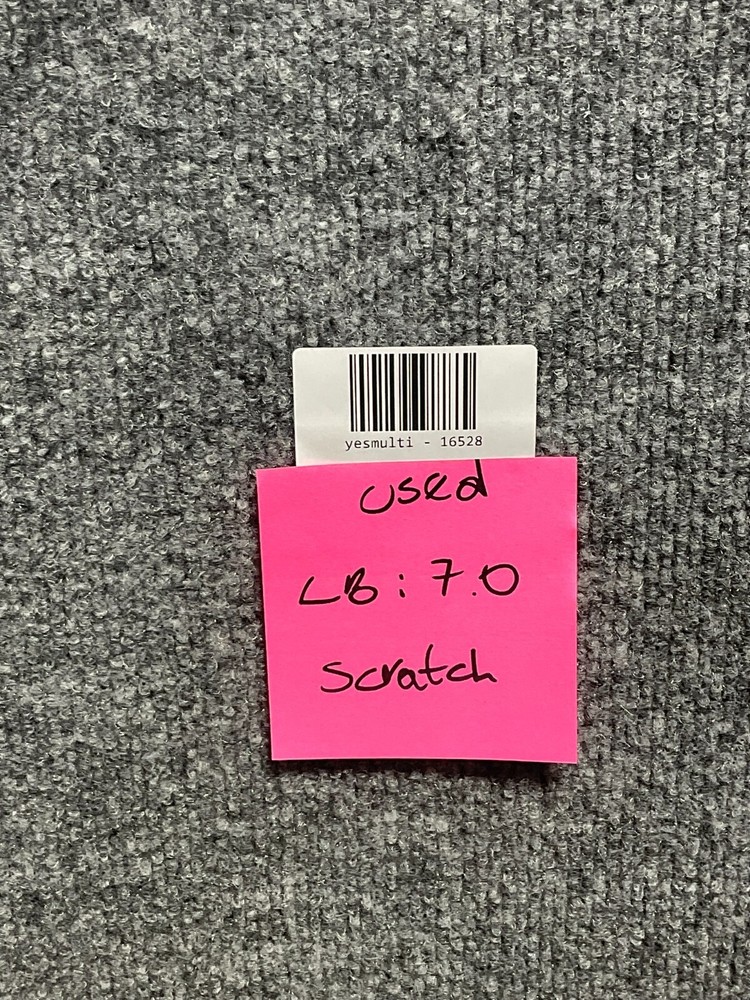 yesmulti - 16528
used
LB: 7.0
scratch